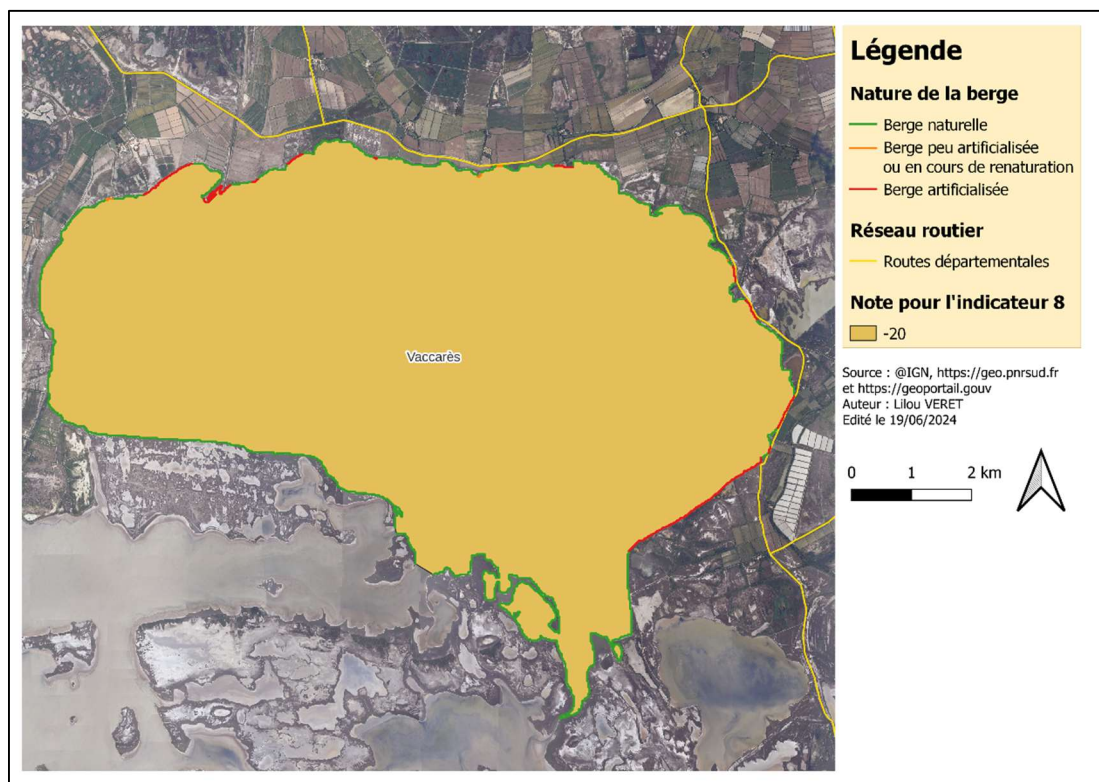 Légende
Nature de la berge
Berge naturelle
Berge peu artificialisée
ou en cours de renaturation
Berge artificialisée
Réseau routier
Routes départementales
Note pour l'indicateur 8
-20
Vaccarès
Source : @IGN, https://geo.pnrsud.fr
et https://geoportail.gouv
Auteur : Lilou VERET
Edité le 19/06/2024
0 1 2 km